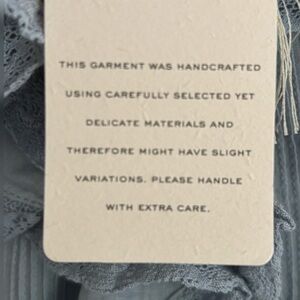 THIS GARMENT WAS HANDCRAFTED
USING CAREFULLY SELECTED YET
DELICATE MATERIALS AND
THEREFORE MIGHT HAVE SLIGHT
VARIATIONS. PLEASE HANDLE
WITH EXTRA CARE.